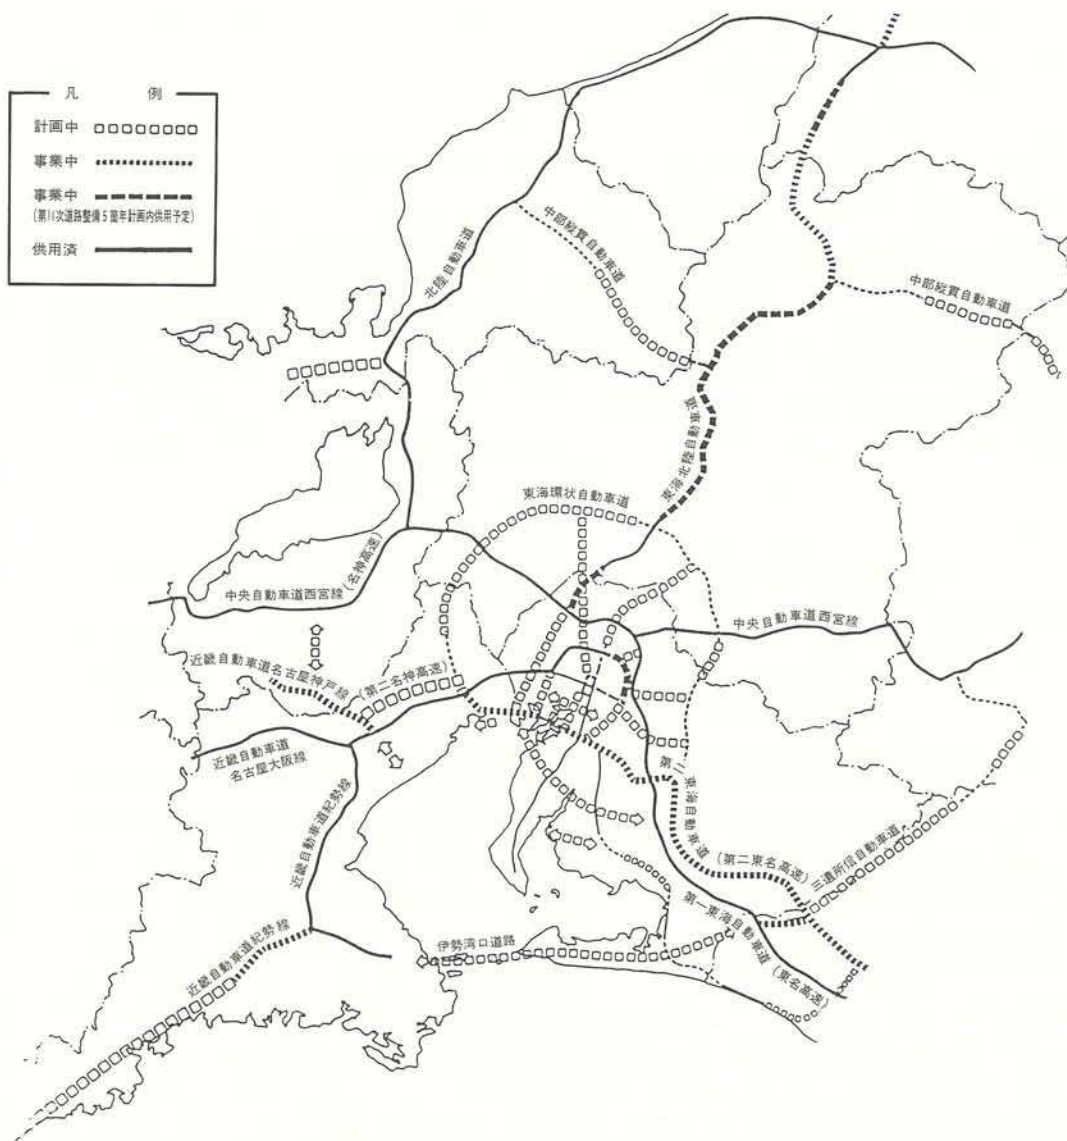 凡 例
計画中
事業中
事業中
(第11次道路整備5箇年計画内供用予定)
供用済
北陸自動車道
中部縦貫自動車道
中部縦貫自動車道
東海北陸自動車道
東海環状自動車道
中央自動車道西宮線(名神高速)
中央自動車道西宮線
近畿自動車道名古屋神戸線(第二名神高速)
近畿自動車道
名古屋大阪線
近畿自動車道紀勢線
近畿自動車道紀勢線
第二東海自動車道(第二東名高速)
三遠所信自動車道
第一東海自動車道(東名高速)
伊勢湾口道路